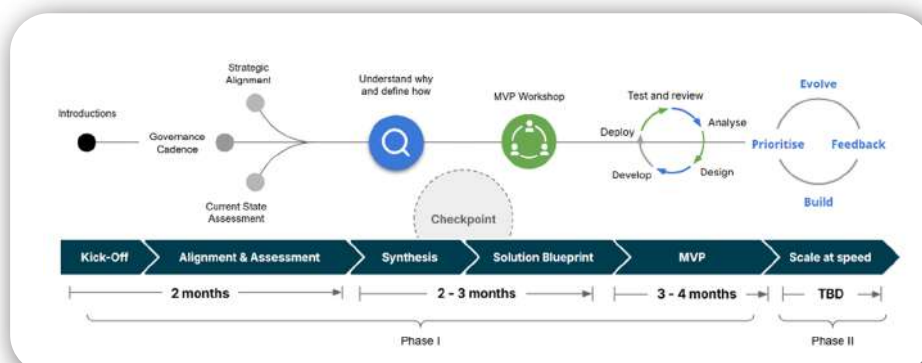 Introductions
Governance
Cadence
Strategic
Alignment
Current State
Assessment
Understand why
and define how
MVP Workshop
Test and review
Analyse
Design
Develop
Deploy
Evolve
Prioritise
Feedback
Build
Checkpoint
Kick-Off
Alignment & Assessment
Synthesis
Solution Blueprint
MVP
Scale at speed
2 months
2 - 3 months
3 - 4 months
TBD
Phase I
Phase II